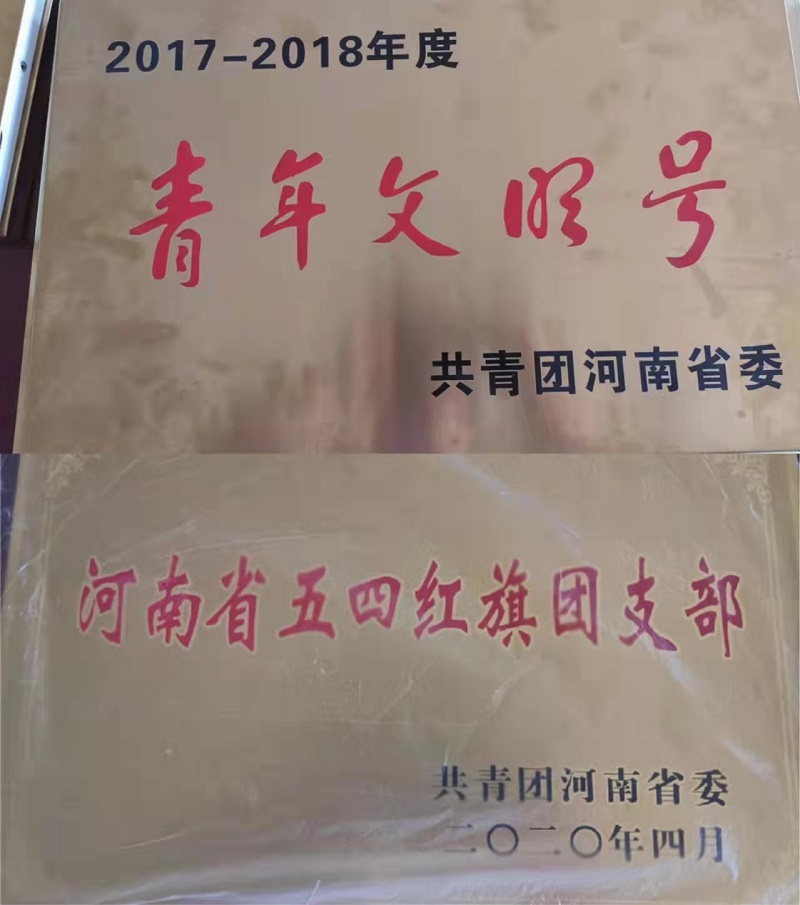 2017-2018年度
青年文明号
共青团河南省委
河南省五四红旗团支部
共青团河南省委
二〇二〇年四月